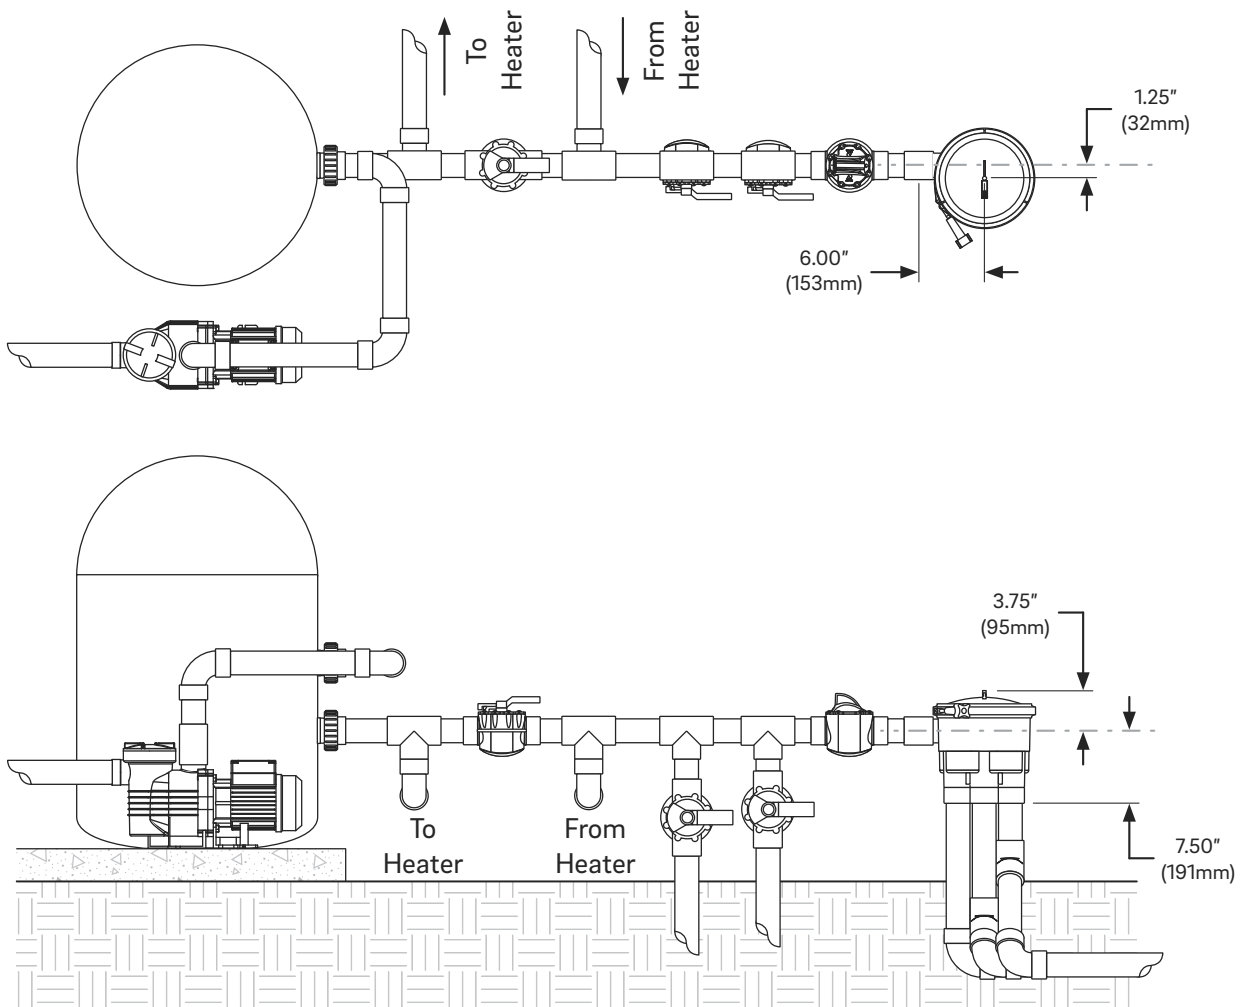 To
Heater
From
Heater
1.25"
(32mm)
6.00"
(153mm)
3.75"
(95mm)
To
Heater
From
Heater
7.50"
(191mm)